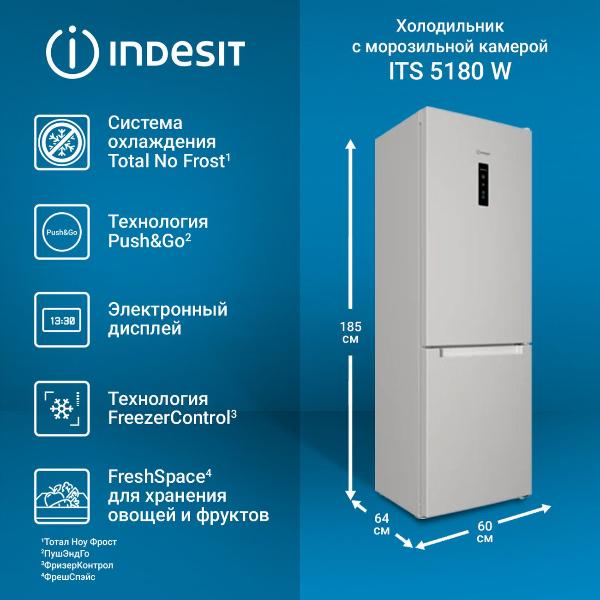 INDESIT
Система
охлаждения
Total No Frost¹
Push&Go
Технология
Push&Go²
13:30
Электронный
дисплей
Технология
FreezerControl³
FreshSpace⁴
для хранения
овощей и фруктов
¹Тотал Ноу Фрост
²ПушЭндГо
³ФризерКонтрол
⁴ФрешСпэйс
Холодильник
с морозильной камерой
ITS 5180 W
INDESIT
185
см
64
см
60
см